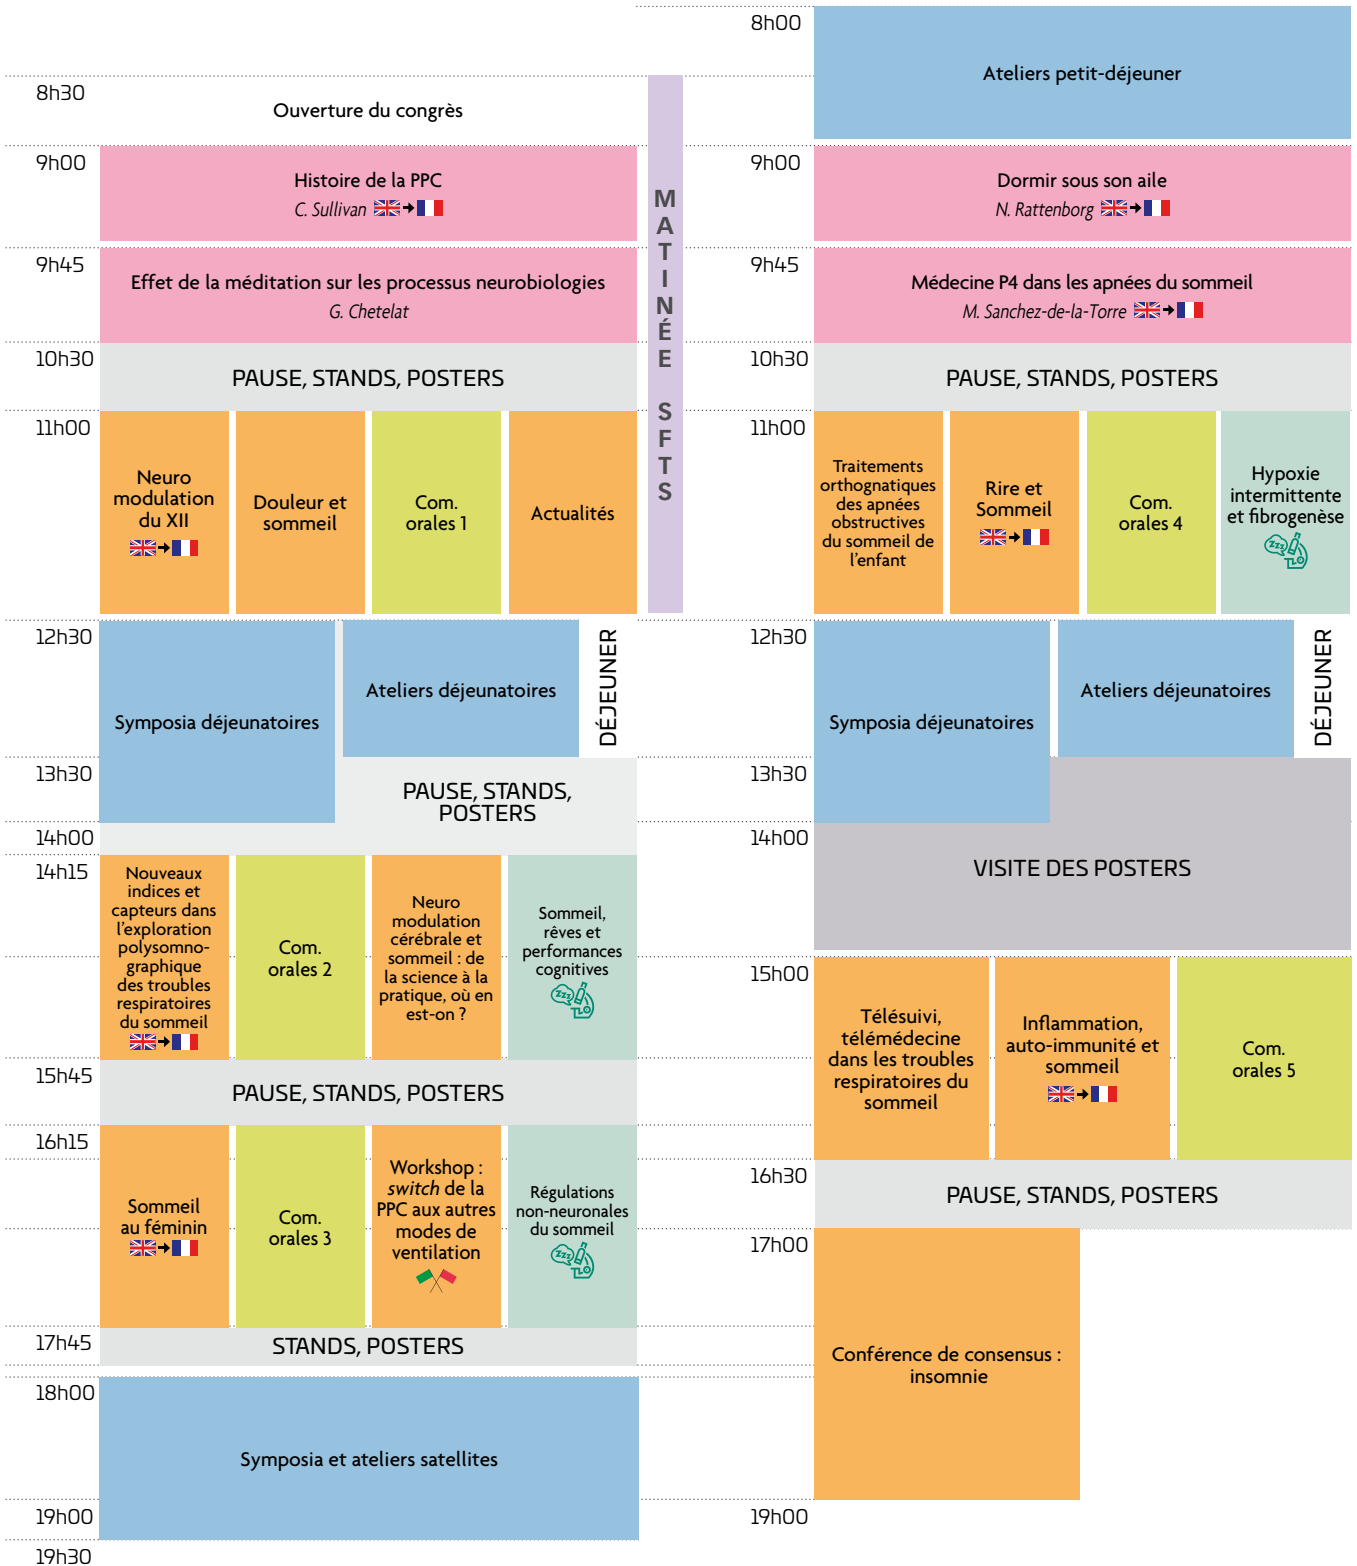 8h30
Ouverture du congrès
9h00
Histoire de la PPC
C. Sullivan
9h45
Effet de la méditation sur les processus neurobiologies
G. Chetelat
10h30
PAUSE, STANDS, POSTERS
11h00
Neuro
modulation
du XII
Douleur et
sommeil
Com.
orales 1
Actualités
12h30
Symposia déjeunatoires
Ateliers déjeunatoires
DÉJEUNER
13h30
PAUSE, STANDS,
POSTERS
14h00
14h15
Nouveaux
indices et
capteurs dans
l'exploration
polysomno-
graphique
des troubles
respiratoires
du sommeil
Com.
orales 2
Neuro
modulation
cérébrale et
sommeil : de
la science à la
pratique, où en
est-on ?
Sommeil,
rêves et
performances
cognitives
zzz
15h45
PAUSE, STANDS, POSTERS
16h15
Sommeil
au féminin
Com.
orales 3
Workshop :
switch de la
PPC aux autres
modes de
ventilation
Régulations
non-neuronales
du sommeil
zzz
17h45
STANDS, POSTERS
18h00
Symposia et ateliers satellites
19h00
19h30
MATINÉE SFTS
8h00
Ateliers petit-déjeuner
9h00
Dormir sous son aile
N. Rattenborg
9h45
Médecine P4 dans les apnées du sommeil
M. Sanchez-de-la-Torre
10h30
PAUSE, STANDS, POSTERS
11h00
Traitements
orthognatiques
des apnées
obstructives
du sommeil de
l'enfant
Rire et
Sommeil
Com.
orales 4
Hypoxie
intermittente
et fibrogenèse
zzz
12h30
Symposia déjeunatoires
Ateliers déjeunatoires
DÉJEUNER
13h30
14h00
VISITE DES POSTERS
15h00
Télésuivi,
télémédecine
dans les troubles
respiratoires du
sommeil
Inflammation,
auto-immunité et
sommeil
Com.
orales 5
16h30
PAUSE, STANDS, POSTERS
17h00
Conférence de consensus :
insomnie
19h00